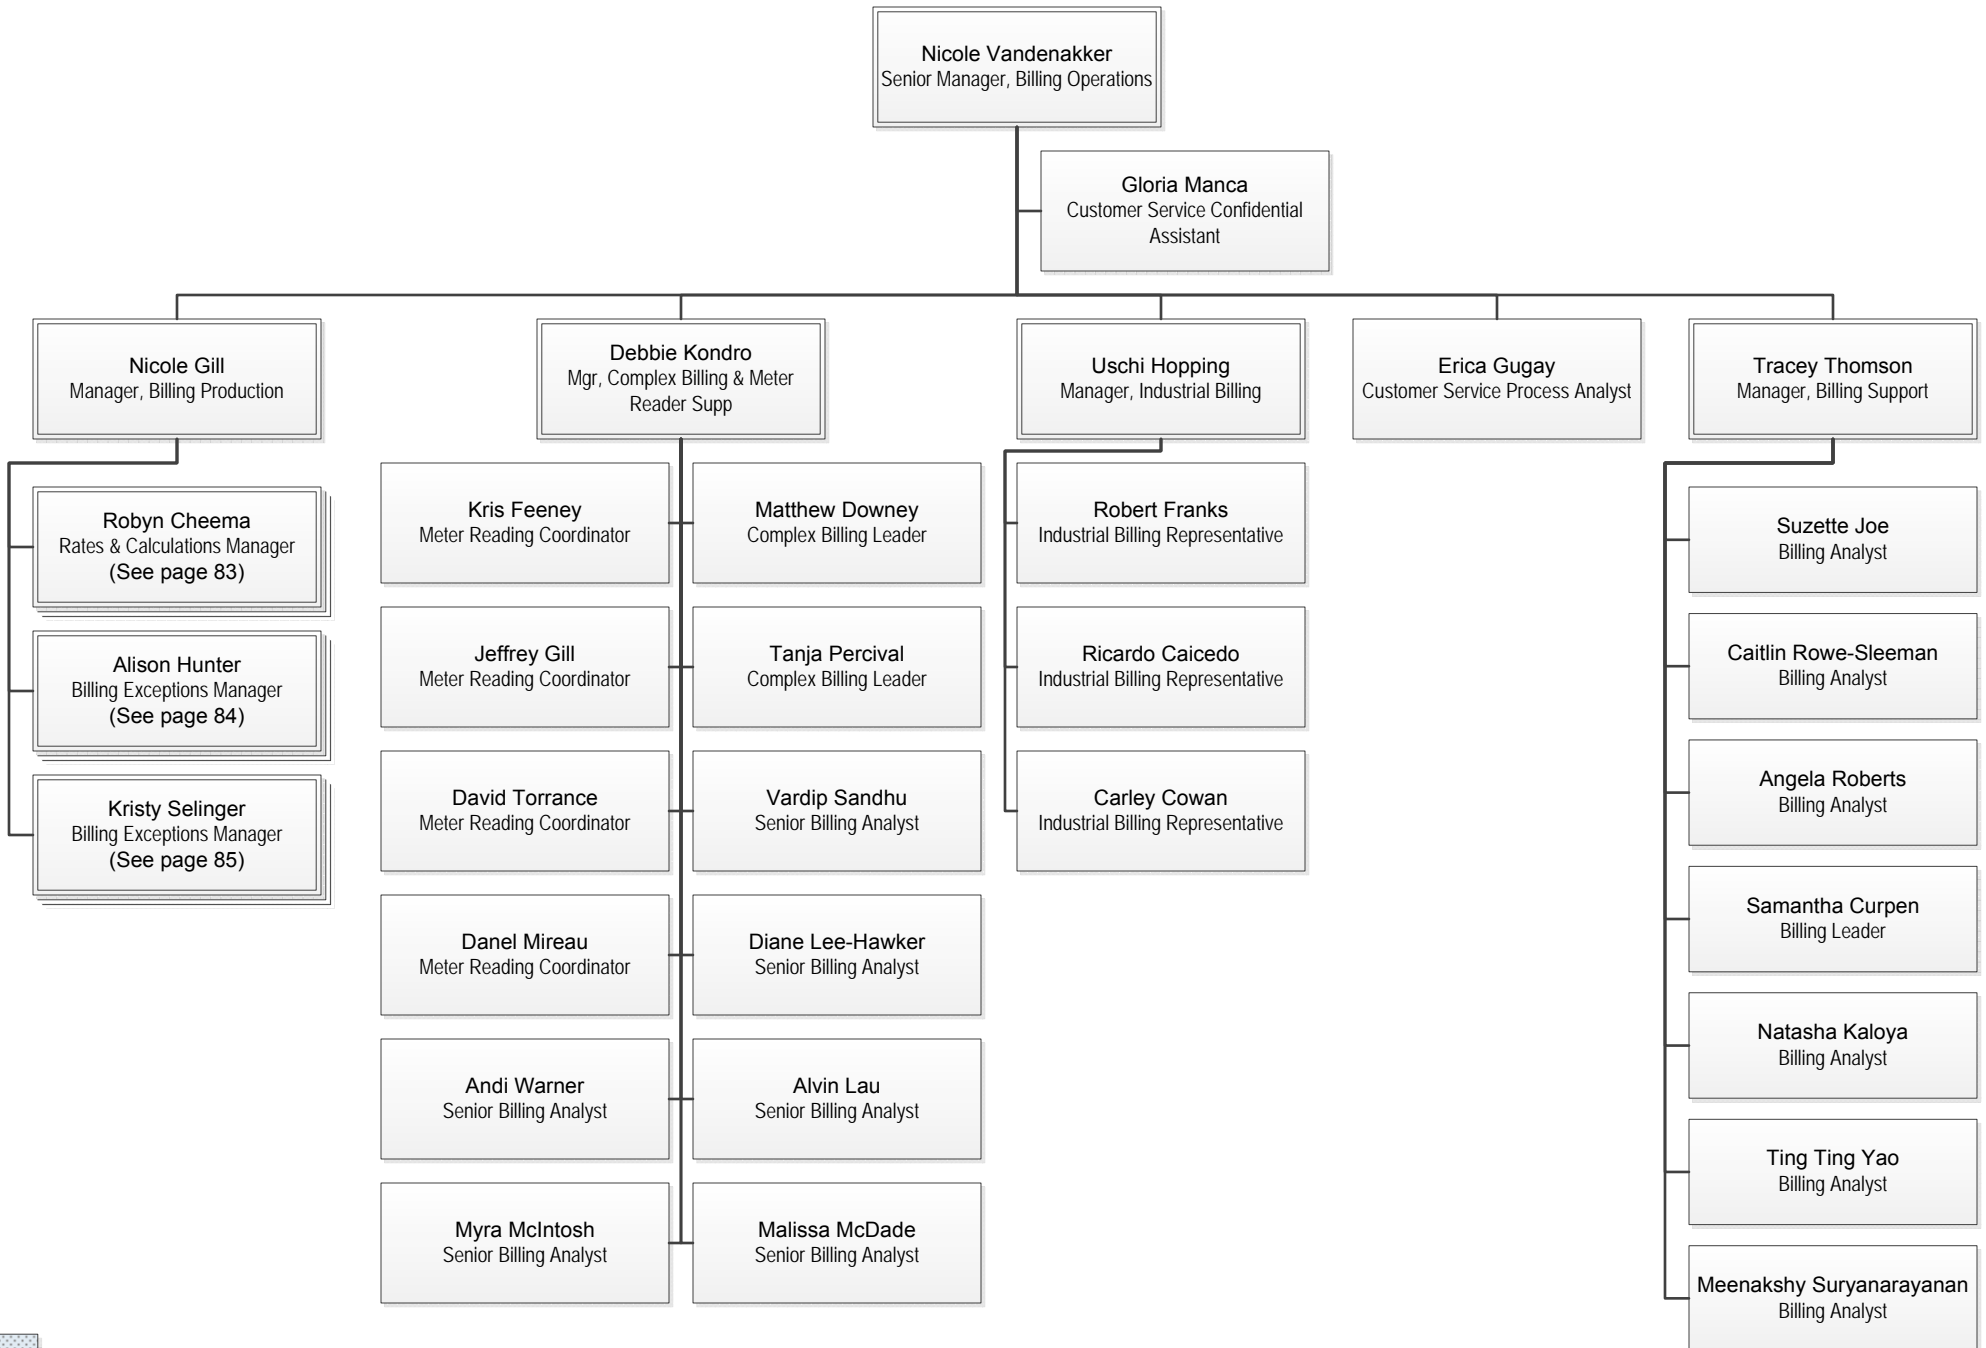 Nicole Vandenakker
Senior Manager, Billing Operations
Gloria Manca
Customer Service Confidential
Assistant
Nicole Gill
Manager, Billing Production
Debbie Kondro
Mgr, Complex Billing & Meter
Reader Supp
Uschi Hopping
Manager, Industrial Billing
Erica Gugay
Customer Service Process Analyst
Tracey Thomson
Manager, Billing Support
Robyn Cheema
Rates & Calculations Manager
(See page 83)
Alison Hunter
Billing Exceptions Manager
(See page 84)
Kristy Selinger
Billing Exceptions Manager
(See page 85)
Kris Feeney
Meter Reading Coordinator
Matthew Downey
Complex Billing Leader
Jeffrey Gill
Meter Reading Coordinator
Tanja Percival
Complex Billing Leader
David Torrance
Meter Reading Coordinator
Vardip Sandhu
Senior Billing Analyst
Danel Mireau
Meter Reading Coordinator
Diane Lee-Hawker
Senior Billing Analyst
Andi Warner
Senior Billing Analyst
Alvin Lau
Senior Billing Analyst
Myra McIntosh
Senior Billing Analyst
Malissa McDade
Senior Billing Analyst
Robert Franks
Industrial Billing Representative
Ricardo Caicedo
Industrial Billing Representative
Carley Cowan
Industrial Billing Representative
Suzette Joe
Billing Analyst
Caitlin Rowe-Sleeman
Billing Analyst
Angela Roberts
Billing Analyst
Samantha Curpen
Billing Leader
Natasha Kaloya
Billing Analyst
Ting Ting Yao
Billing Analyst
Meenakshy Suryanarayanan
Billing Analyst